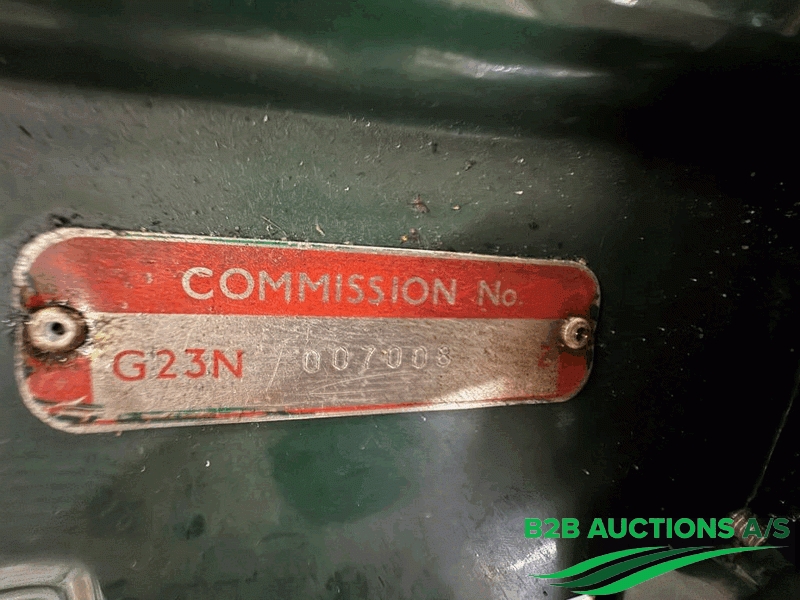 COMMISSION No.
G23N 007008
B2B AUCTIONS A/S